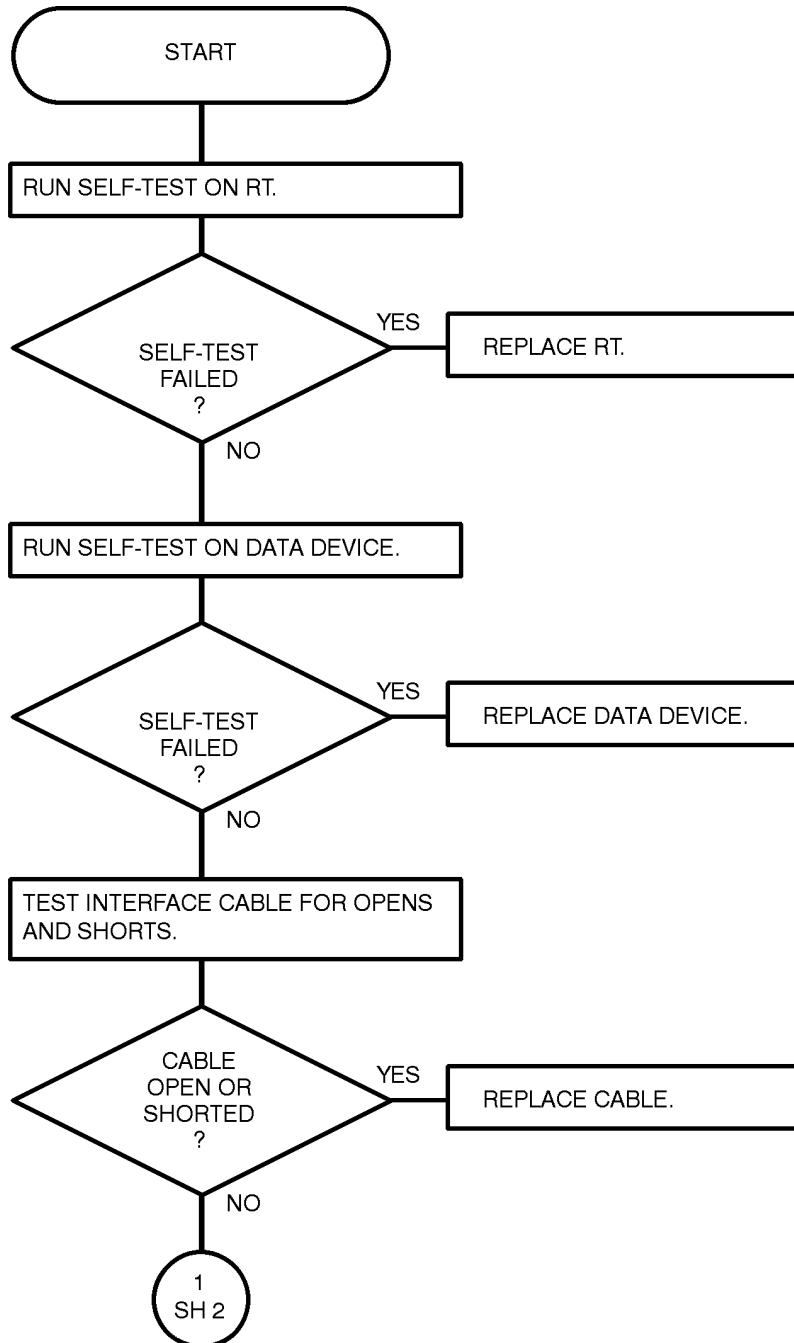 START
RUN SELF-TEST ON RT.
SELF-TEST
FAILED
?
YES
REPLACE RT.
NO
RUN SELF-TEST ON DATA DEVICE.
SELF-TEST
FAILED
?
YES
REPLACE DATA DEVICE.
NO
TEST INTERFACE CABLE FOR OPENS
AND SHORTS.
CABLE
OPEN OR
SHORTED
?
YES
REPLACE CABLE.
NO
1
SH 2